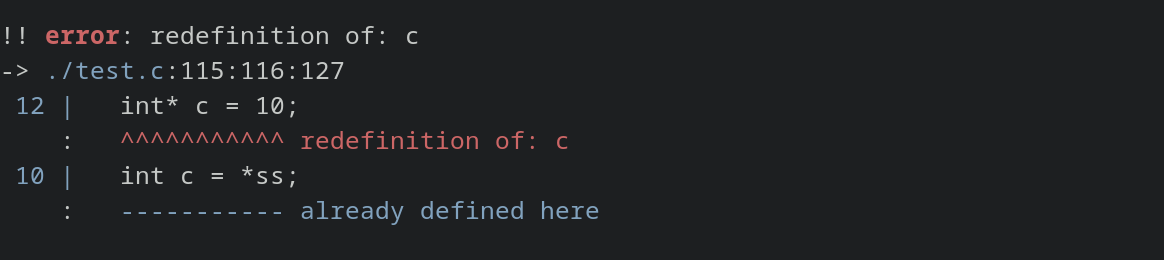 !! error: redefinition of: c
-> ./test.c:115:116:127
12 |   int* c = 10;
   :   ^^^^^^^^^^^ redefinition of: c
10 |   int c = *ss;
   :   ----------- already defined here